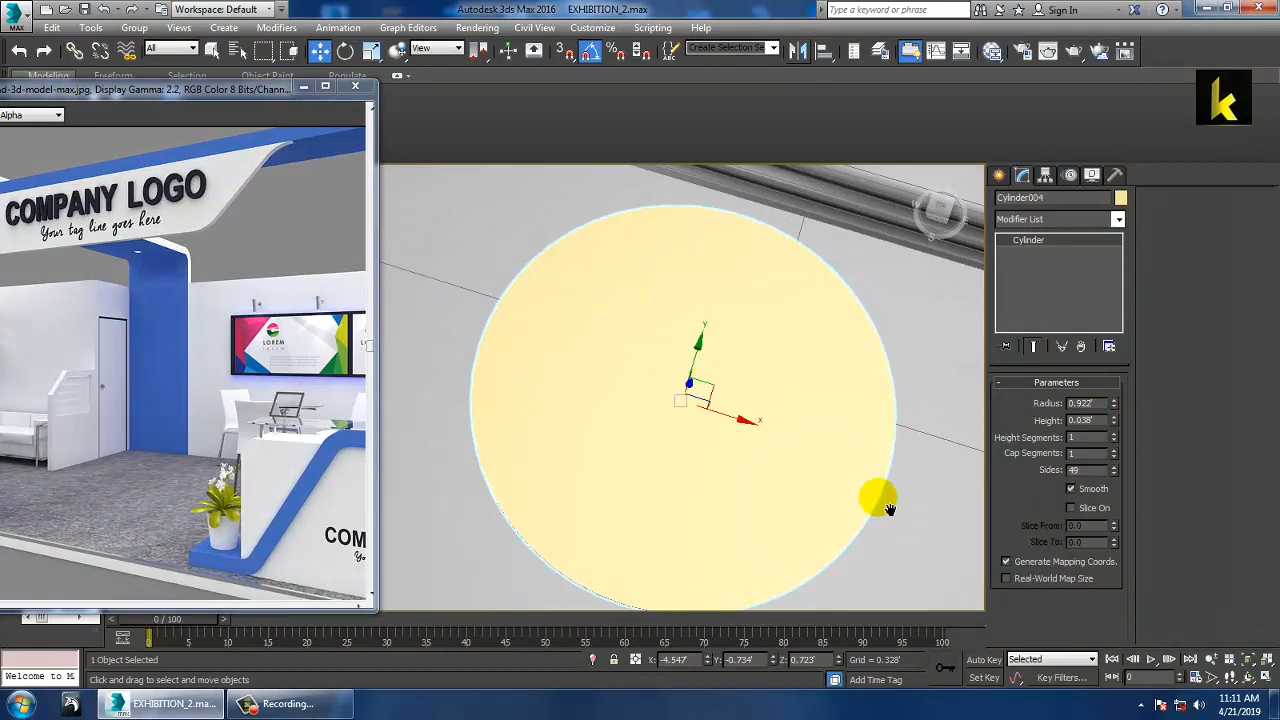 Workspace: Default
Autodesk 3ds Max 2016 EXHIBITION_2.max
Type a keyword or phrase
Sign In
MAX
Edit Tools Group Views Create Modifiers Animation Graph Editors Rendering Civil View Customize Scripting Help
All
View
Create Selection Se
Modeling Freeform Selection Object Paint Populate
d-3d-model-max.jpg, Display Gamma: 2.2, RGB Color 8 Bits/Chann...
Alpha
COMPANY LOGO
Your tag line goes here
LOREM
k
Cylinder004
Modifier List
Cylinder
y
x
Parameters
Radius: 0.922'
Height: 0.038'
Height Segments: 1
Cap Segments: 1
Sides: 49
Smooth
Slice On
Slice From: 0.0
Slice To: 0.0
Generate Mapping Coords.
Real-World Map Size
0 / 100
0 5 10 15 20 25 30 35 40 45 50 55 60 65 70 75 80 85 90 95 100
1 Object Selected
X: -4.547' Y: -0.734' Z: 0.723' Grid = 0.328'
Auto Key Selected
Welcome to M
Click and drag to select and move objects
Add Time Tag
Set Key Key Filters...
0
EXHIBITION_2.ma...
Recording...
11:11 AM
4/21/2019